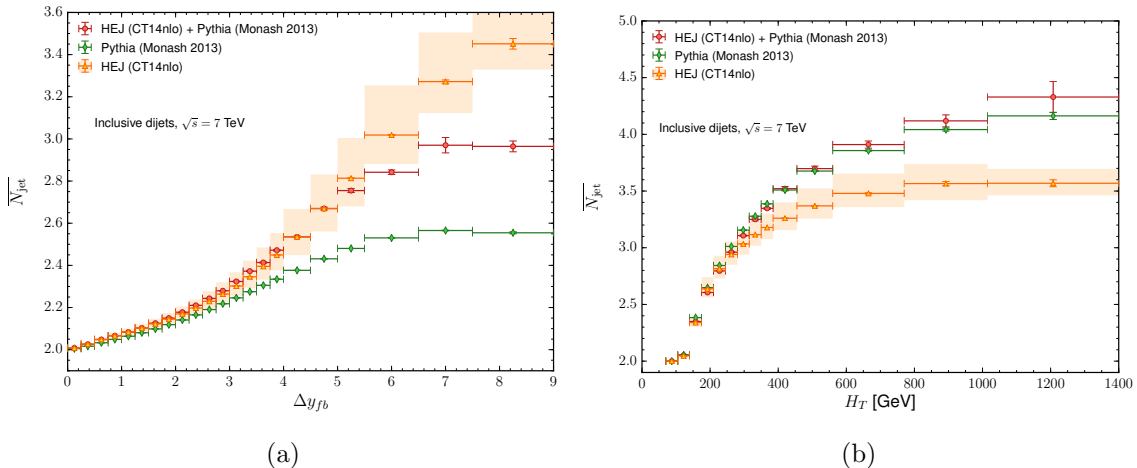 3.6
3.4
3.2
3.0
2.8
2.6
2.4
2.2
2.0
HEJ (CT14nlo) + Pythia (Monash 2013)
Pythia (Monash 2013)
HEJ (CT14nlo)
Inclusive dijets, √s = 7 TeV
N̅_jet
0 1 2 3 4 5 6 7 8 9
Δy_fb
(a)
5.0
4.5
4.0
3.5
3.0
2.5
2.0
HEJ (CT14nlo) + Pythia (Monash 2013)
Pythia (Monash 2013)
HEJ (CT14nlo)
Inclusive dijets, √s = 7 TeV
N̅_jet
0 200 400 600 800 1000 1200 1400
H_T [GeV]
(b)